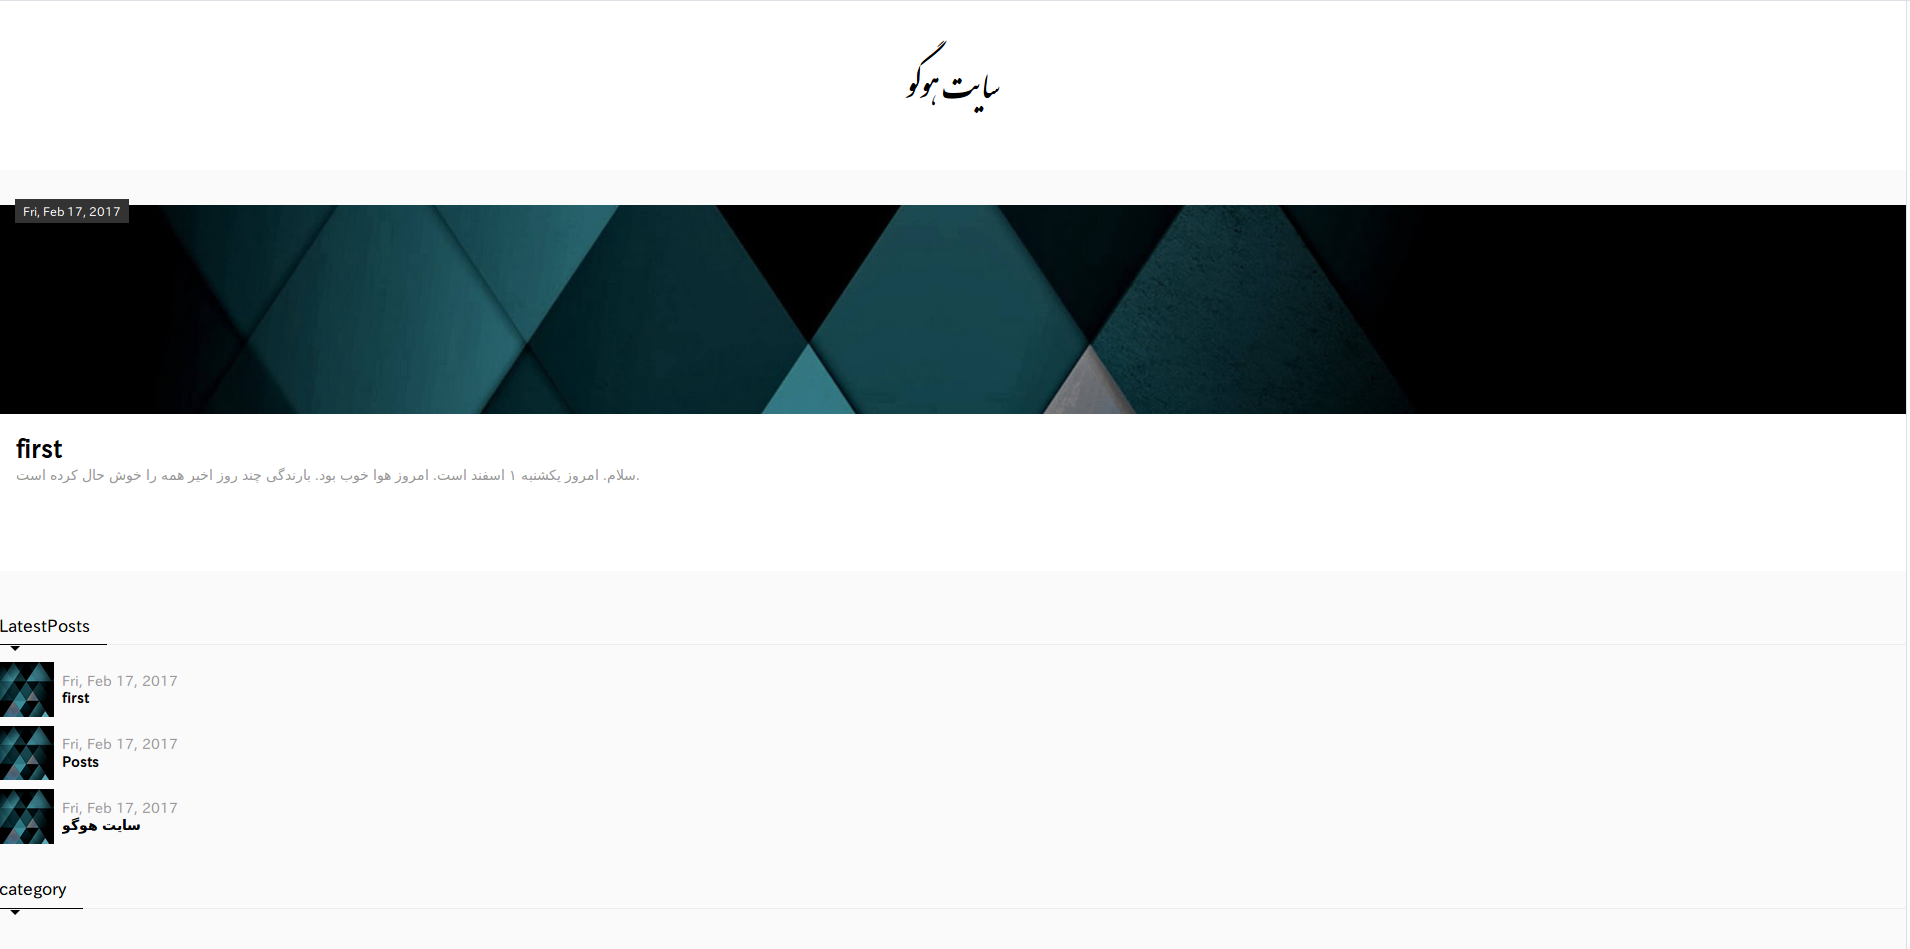 سایت هوگو
Fri, Feb 17, 2017
first
سلام. امروز یکشنبه ۱ اسفند است. امروز هوا خوب بود. بارندگی چند روز اخیر همه را خوش حال کرده است.
LatestPosts
Fri, Feb 17, 2017
first
Fri, Feb 17, 2017
Posts
Fri, Feb 17, 2017
سایت هوگو
category